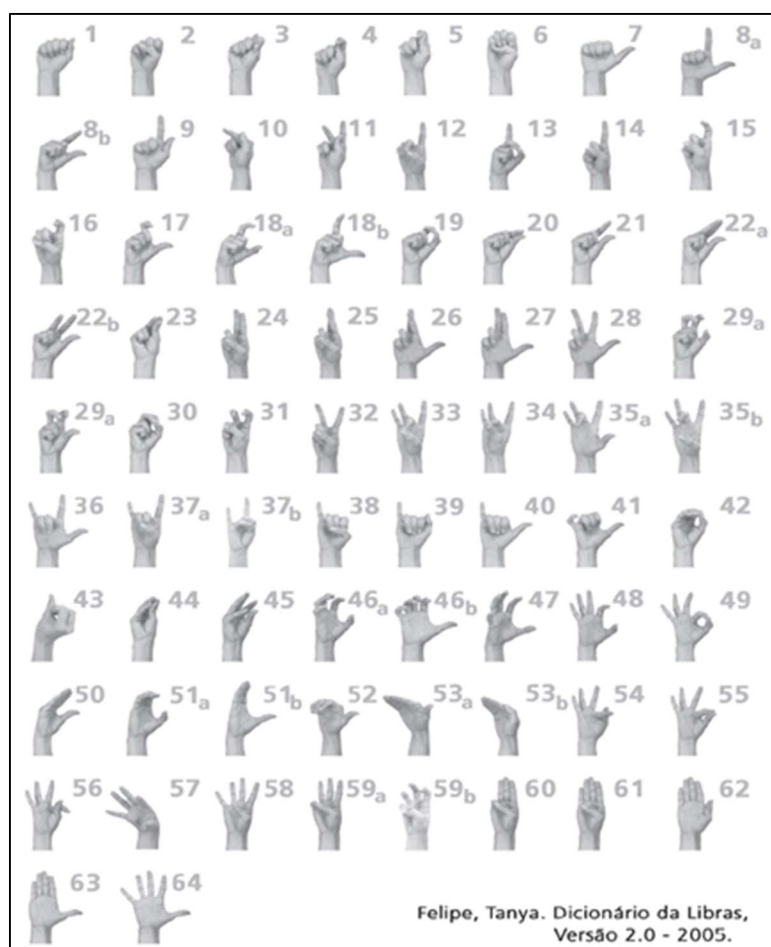 1 2 3 4 5 6 7 8a
8b 9 10 11 12 13 14 15
16 17 18a 18b 19 20 21 22a
22b 23 24 25 26 27 28 29a
29a 30 31 32 33 34 35a 35b
36 37a 37b 38 39 40 41 42
43 44 45 46a 46b 47 48 49
50 51a 51b 52 53a 53b 54 55
56 57 58 59a 59b 60 61 62
63 64
Felipe, Tanya. Dicionário da Libras,
Versão 2.0 - 2005.